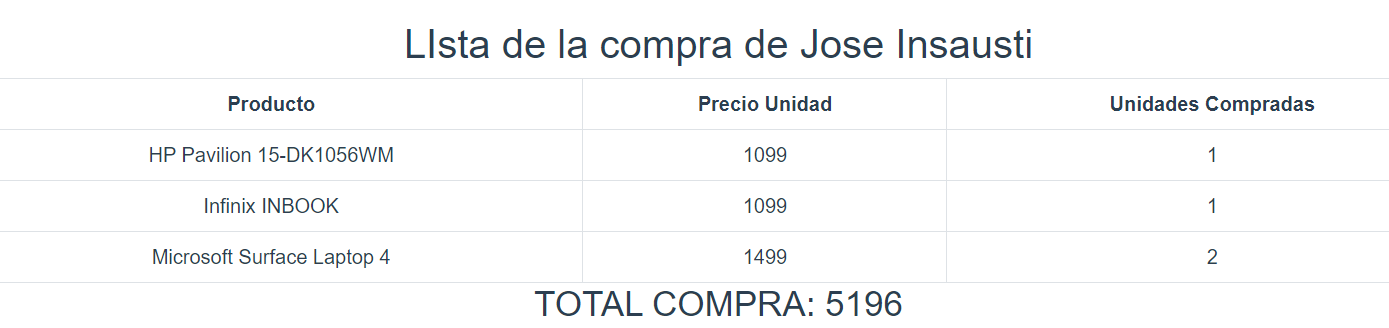 LIsta de la compra de Jose Insausti
Producto Precio Unidad Unidades Compradas
HP Pavilion 15-DK1056WM 1099 1
Infinix INBOOK 1099 1
Microsoft Surface Laptop 4 1499 2
TOTAL COMPRA: 5196